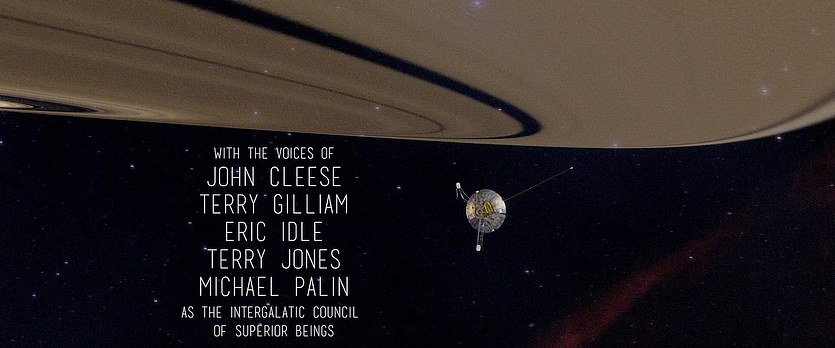 WITH THE VOICES OF
JOHN CLEESE
TERRY GILLIAM
ERIC IDLE
TERRY JONES
MICHAEL PALIN
AS THE INTERGALATIC COUNCIL
OF SUPERIOR BEINGS